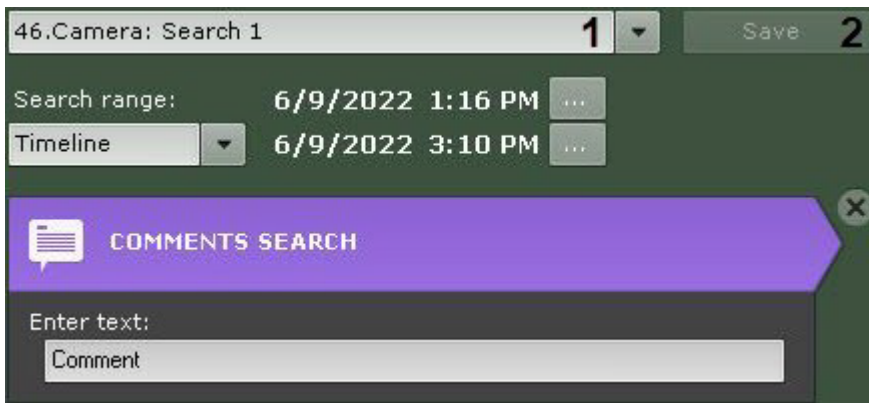 46.Camera: Search 1 1 Save 2
Search range: 6/9/2022 1:16 PM ...
Timeline 6/9/2022 3:10 PM ...
COMMENTS SEARCH
Enter text:
Comment